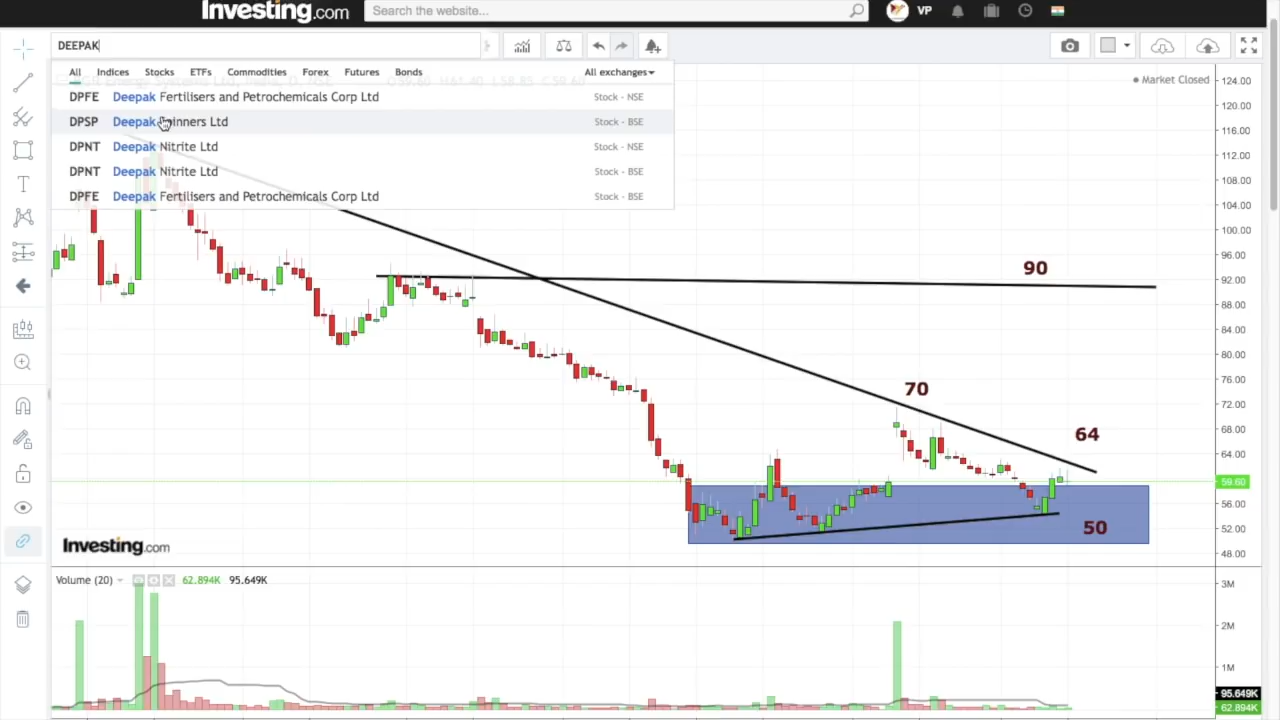 Investing.com
Search the website...
VP
DEEPAK
All Indices Stocks ETFs Commodities Forex Futures Bonds All exchanges
DPFE Deepak Fertilisers and Petrochemicals Corp Ltd Stock - NSE
DPSP Deepak Spinners Ltd Stock - BSE
DPNT Deepak Nitrite Ltd Stock - NSE
DPNT Deepak Nitrite Ltd Stock - BSE
DPFE Deepak Fertilisers and Petrochemicals Corp Ltd Stock - BSE
Market Closed
124.00
120.00
116.00
112.00
108.00
104.00
100.00
96.00
92.00
88.00
84.00
80.00
76.00
72.00
68.00
64.00
59.60
56.00
52.00
48.00
90
70
64
50
Investing.com
Volume (20) 62.894K 95.649K
3M
2M
1M
95.649K
62.894K